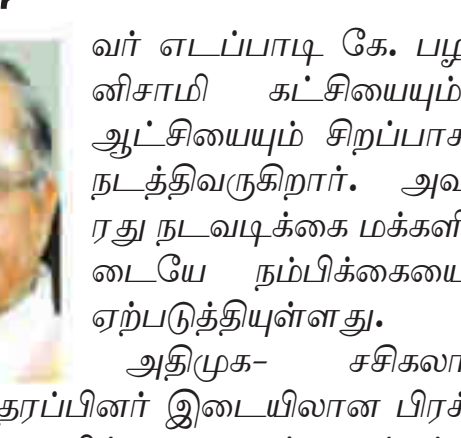 வர் எடப்பாடி கே. பழ
னிசாமி கட்சியையும்
ஆட்சியையும் சிறப்பாக
நடத்திவருகிறார். அவ
ரது நடவடிக்கை மக்களி
டையே நம்பிக்கையை
ஏற்படுத்தியுள்ளது.
அதிமுக- சசிகலா
தரப்பினர் இடையிலான பிரச்